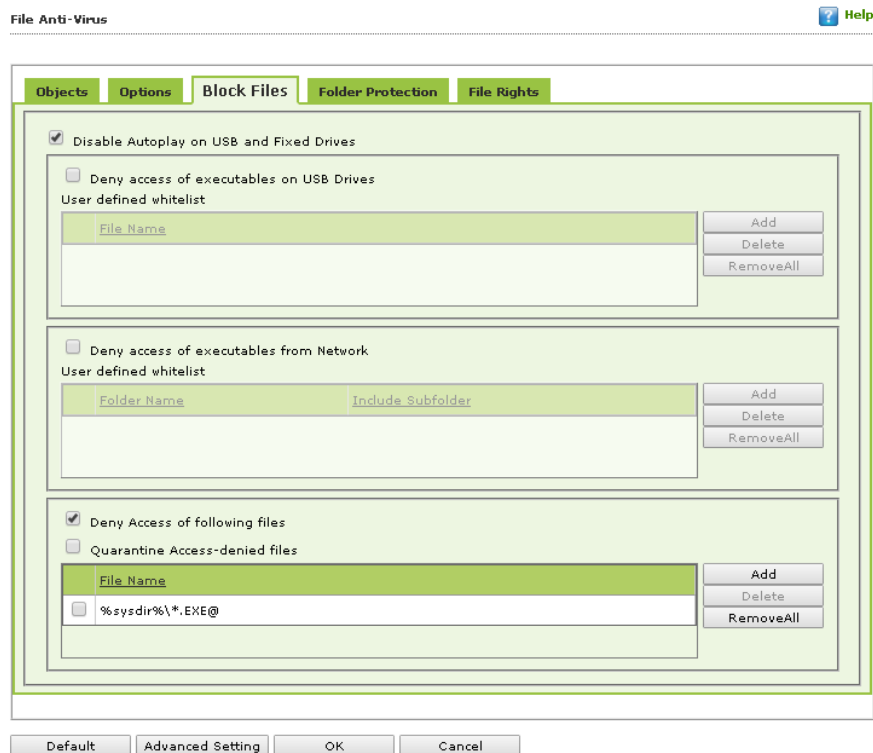 File Anti-Virus
Help
Objects Options Block Files Folder Protection File Rights
Disable Autoplay on USB and Fixed Drives
Deny access of executables on USB Drives
User defined whitelist
File Name
Add
Delete
RemoveAll
Deny access of executables from Network
User defined whitelist
Folder Name Include Subfolder
Add
Delete
RemoveAll
Deny Access of following files
Quarantine Access-denied files
File Name
Add
Delete
%sysdir%\*.EXE@
RemoveAll
Default Advanced Setting OK Cancel